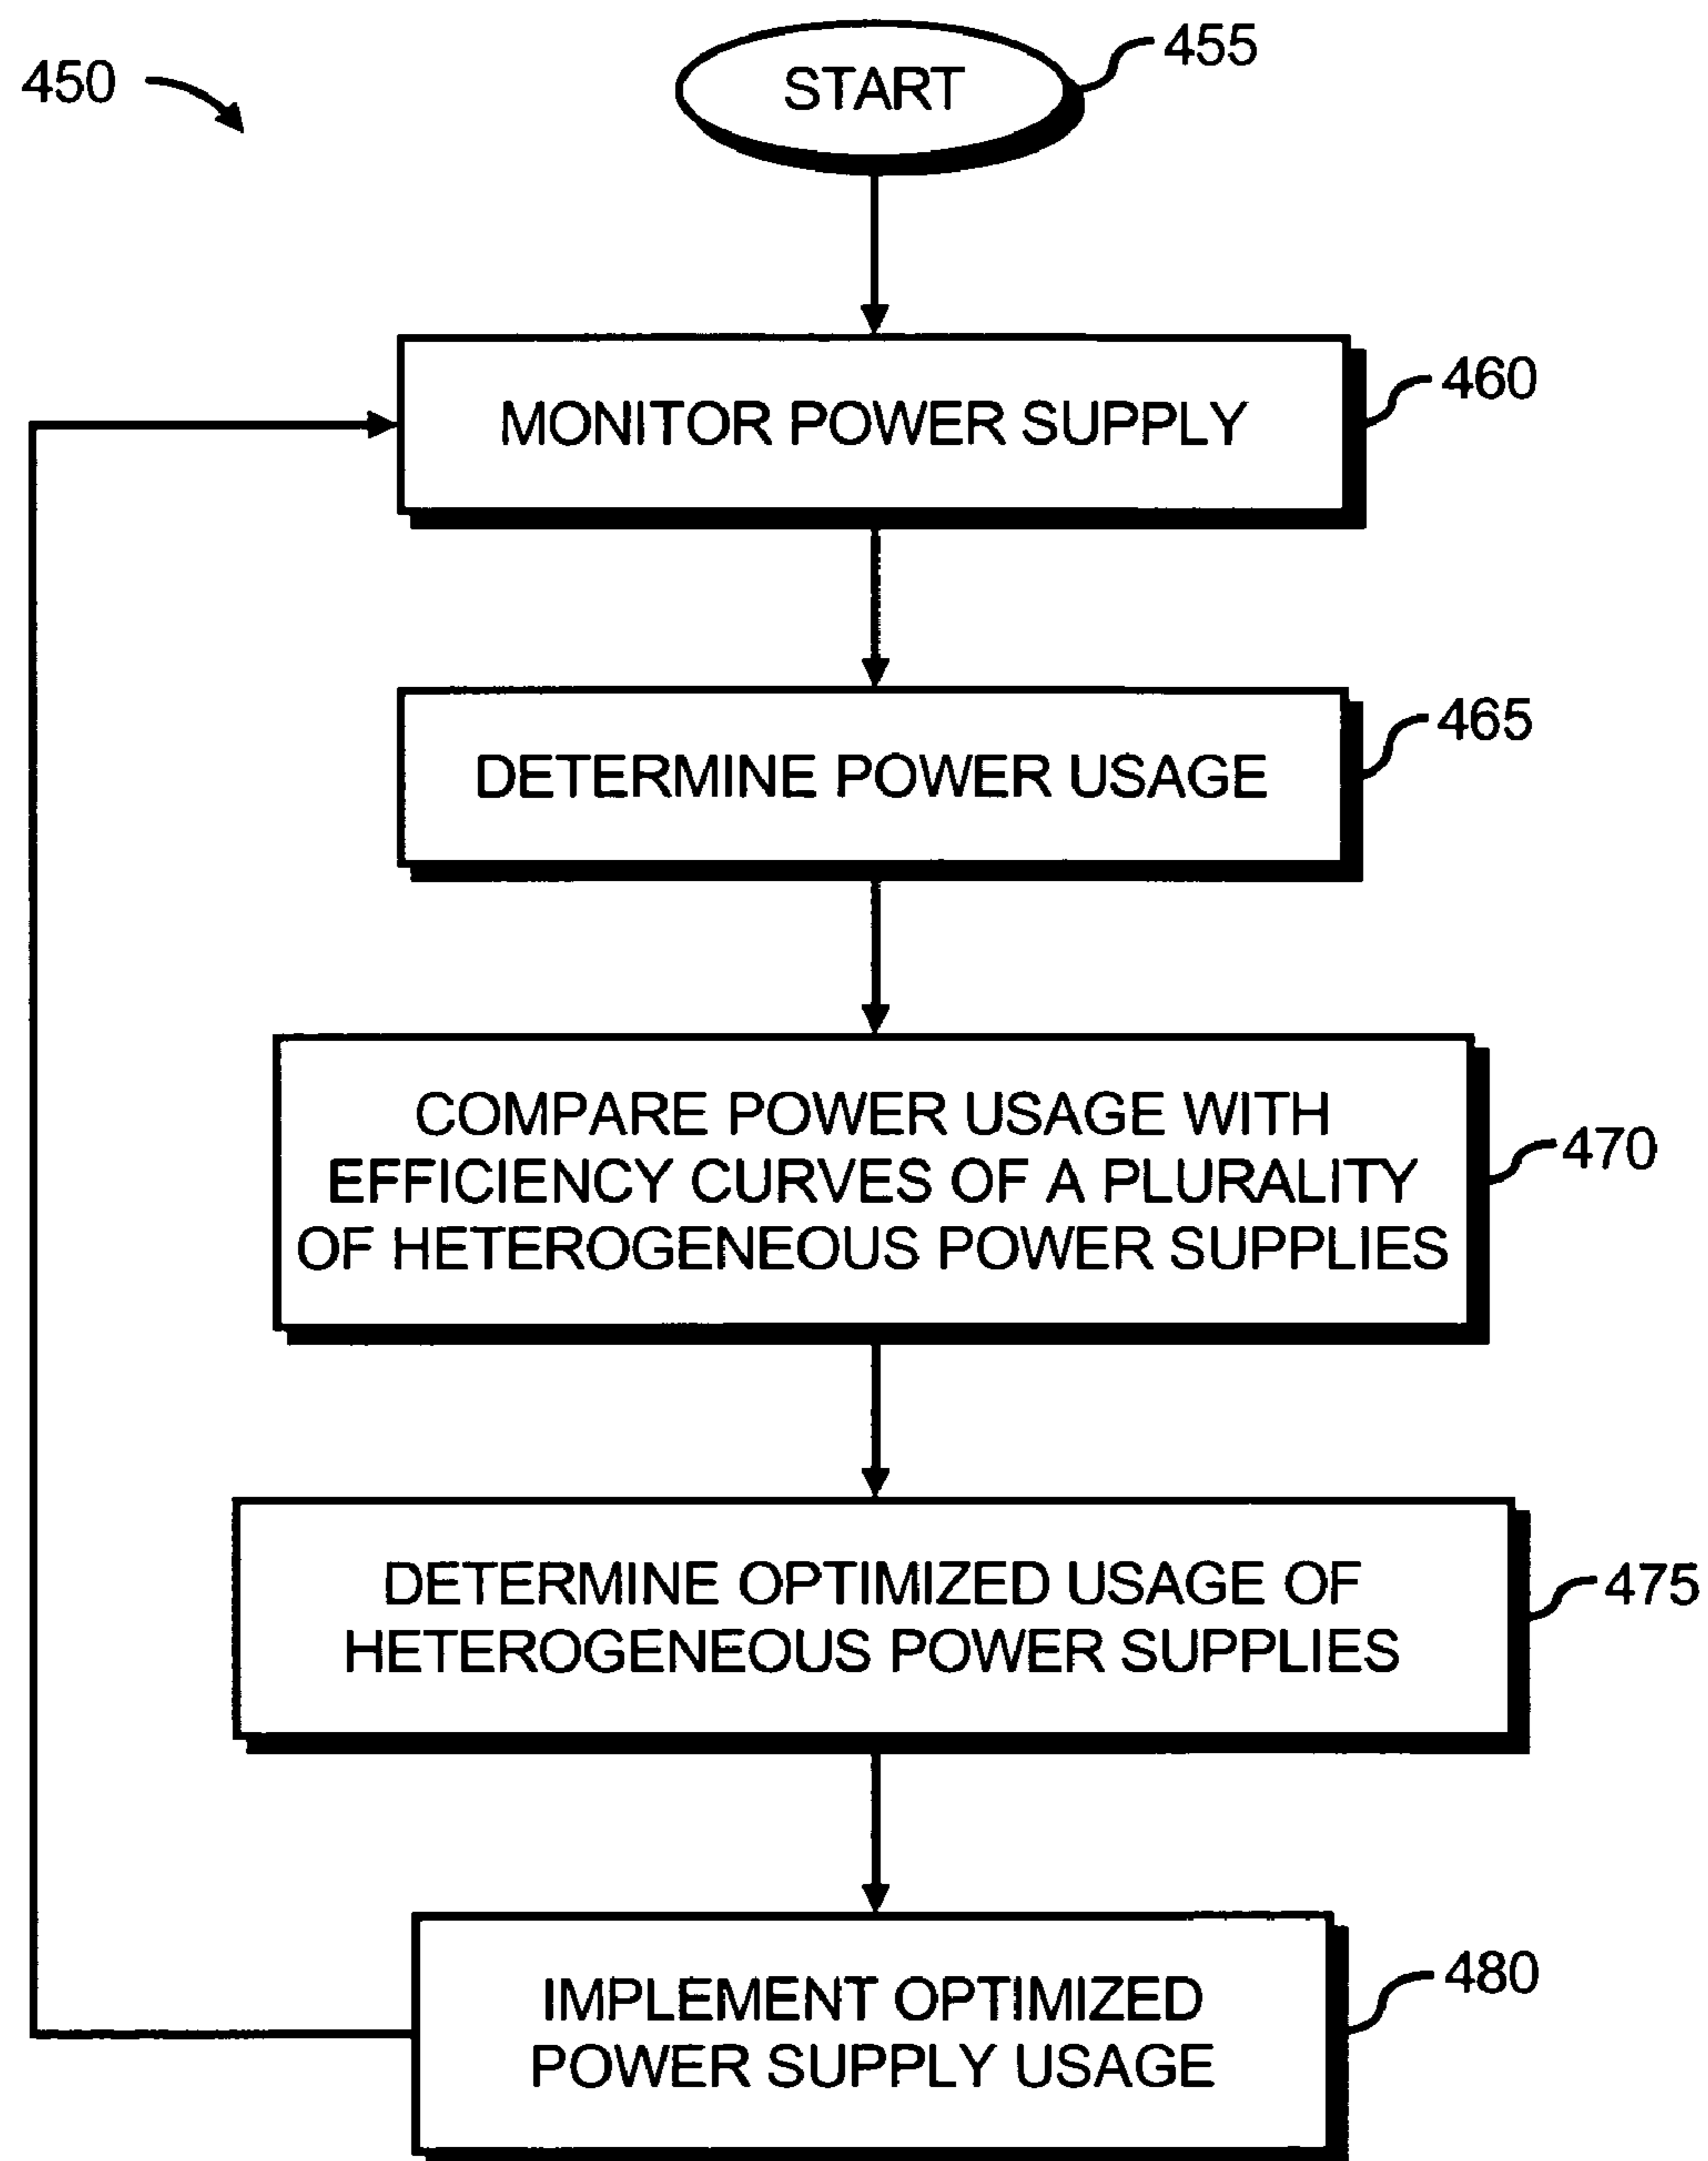 450
START
455
MONITOR POWER SUPPLY
460
DETERMINE POWER USAGE
465
COMPARE POWER USAGE WITH
EFFICIENCY CURVES OF A PLURALITY
OF HETEROGENEOUS POWER SUPPLIES
470
DETERMINE OPTIMIZED USAGE OF
HETEROGENEOUS POWER SUPPLIES
475
IMPLEMENT OPTIMIZED
POWER SUPPLY USAGE
480